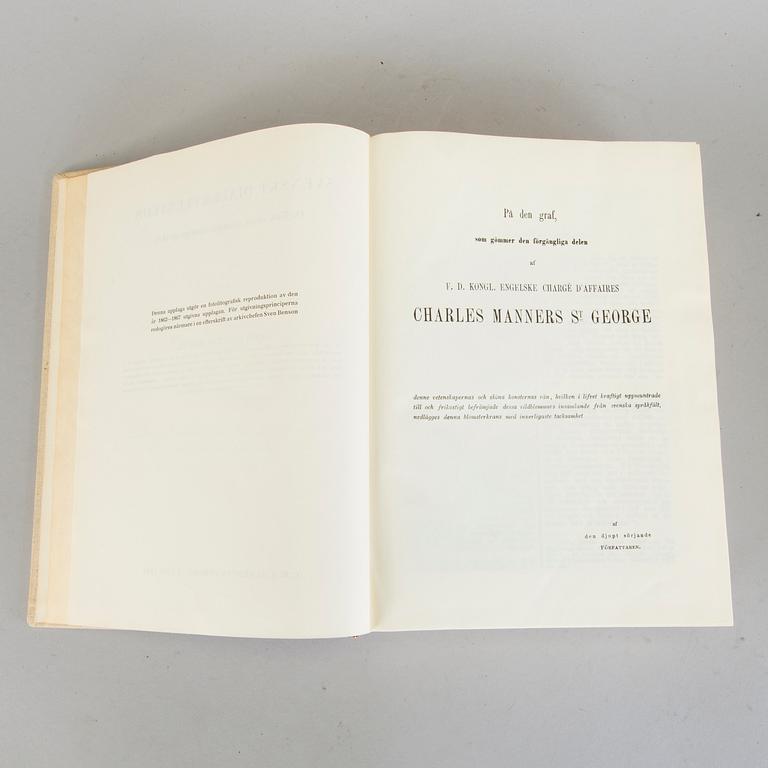 Denna upplaga utgör en fotolitografisk reproduktion av den
år 1862—1867 utgivna upplagan. För utgivningsprinciperna
redogöres närmare i en efterskrift av arkivchefen Sven Benson
På den graf,
som gömmer den förgängliga delen
af
F. D. KONGL. ENGELSKE CHARGÉ D'AFFAIRES
CHARLES MANNERS ST GEORGE
denne vetenskapernas och sköna konsternas vän, hvilken i lifvet kraftigt uppmuntrade
till och frikostigt befrämjade dessa vildblommors insamlande från svenska språkfält,
nedlägges denna blomsterkrans med innerligaste tacksamhet
af
den djupt sörjande
FÖRFATTAREN.